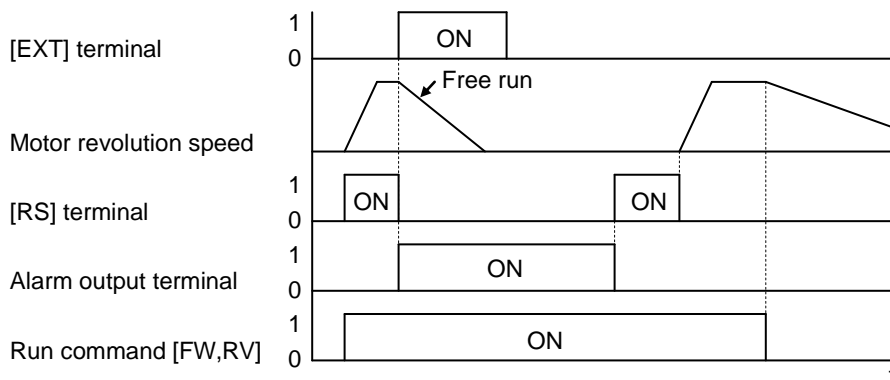 [EXT] terminal 1 0 ON
Free run
Motor revolution speed
[RS] terminal 1 0 ON ON
Alarm output terminal 1 0 ON
Run command [FW,RV] 1 0 ON